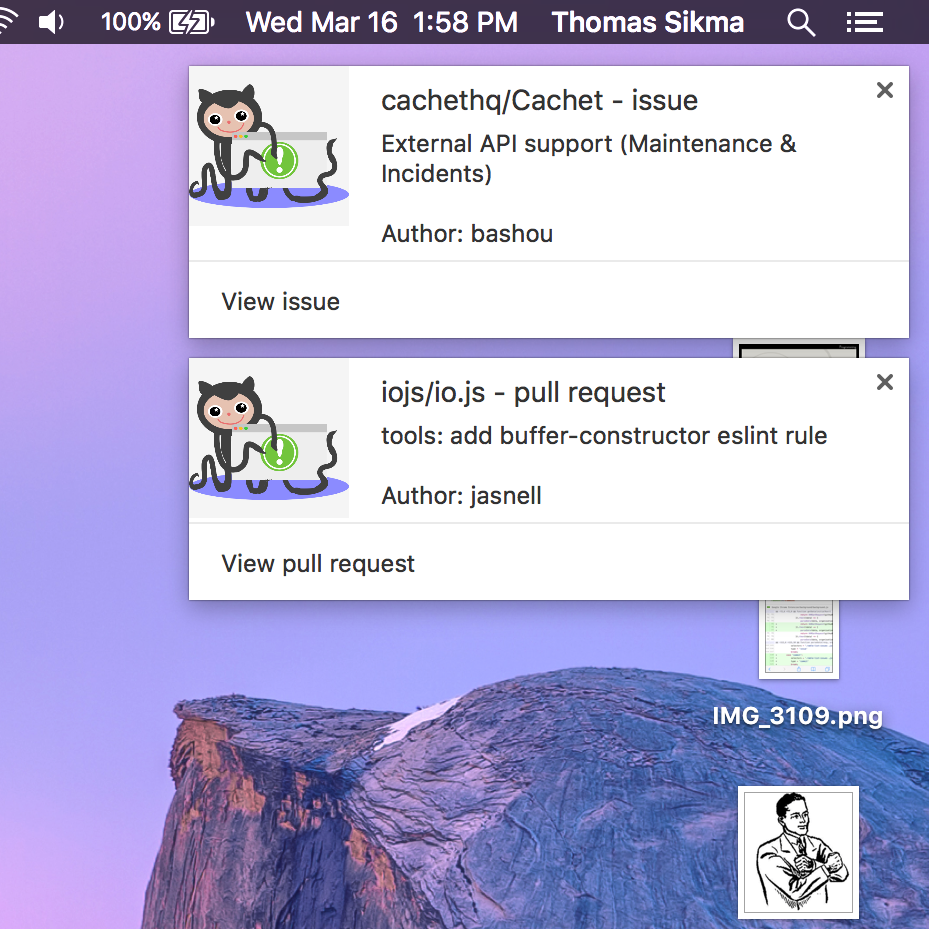 100% Wed Mar 16 1:58 PM Thomas Sikma
cachethq/Cachet - issue
External API support (Maintenance &
Incidents)
Author: bashou
View issue
iojs/io.js - pull request
tools: add buffer-constructor eslint rule
Author: jasnell
View pull request
IMG_3109.png